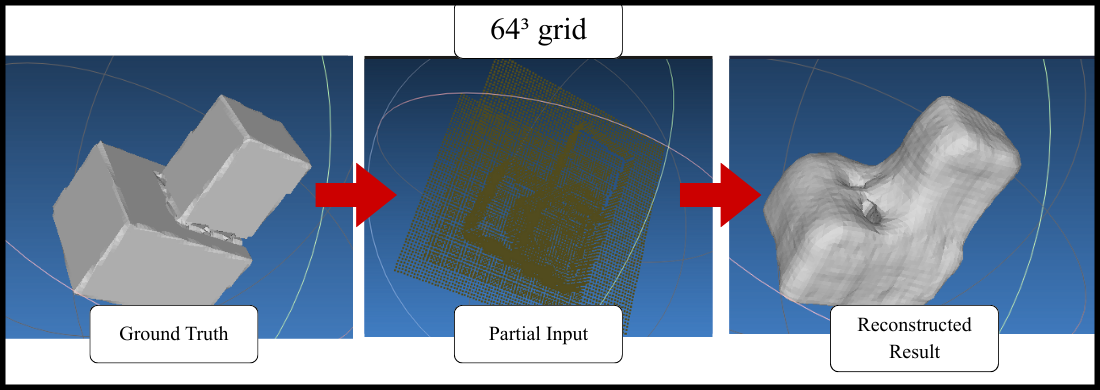 64³ grid
Ground Truth
Partial Input
Reconstructed
Result